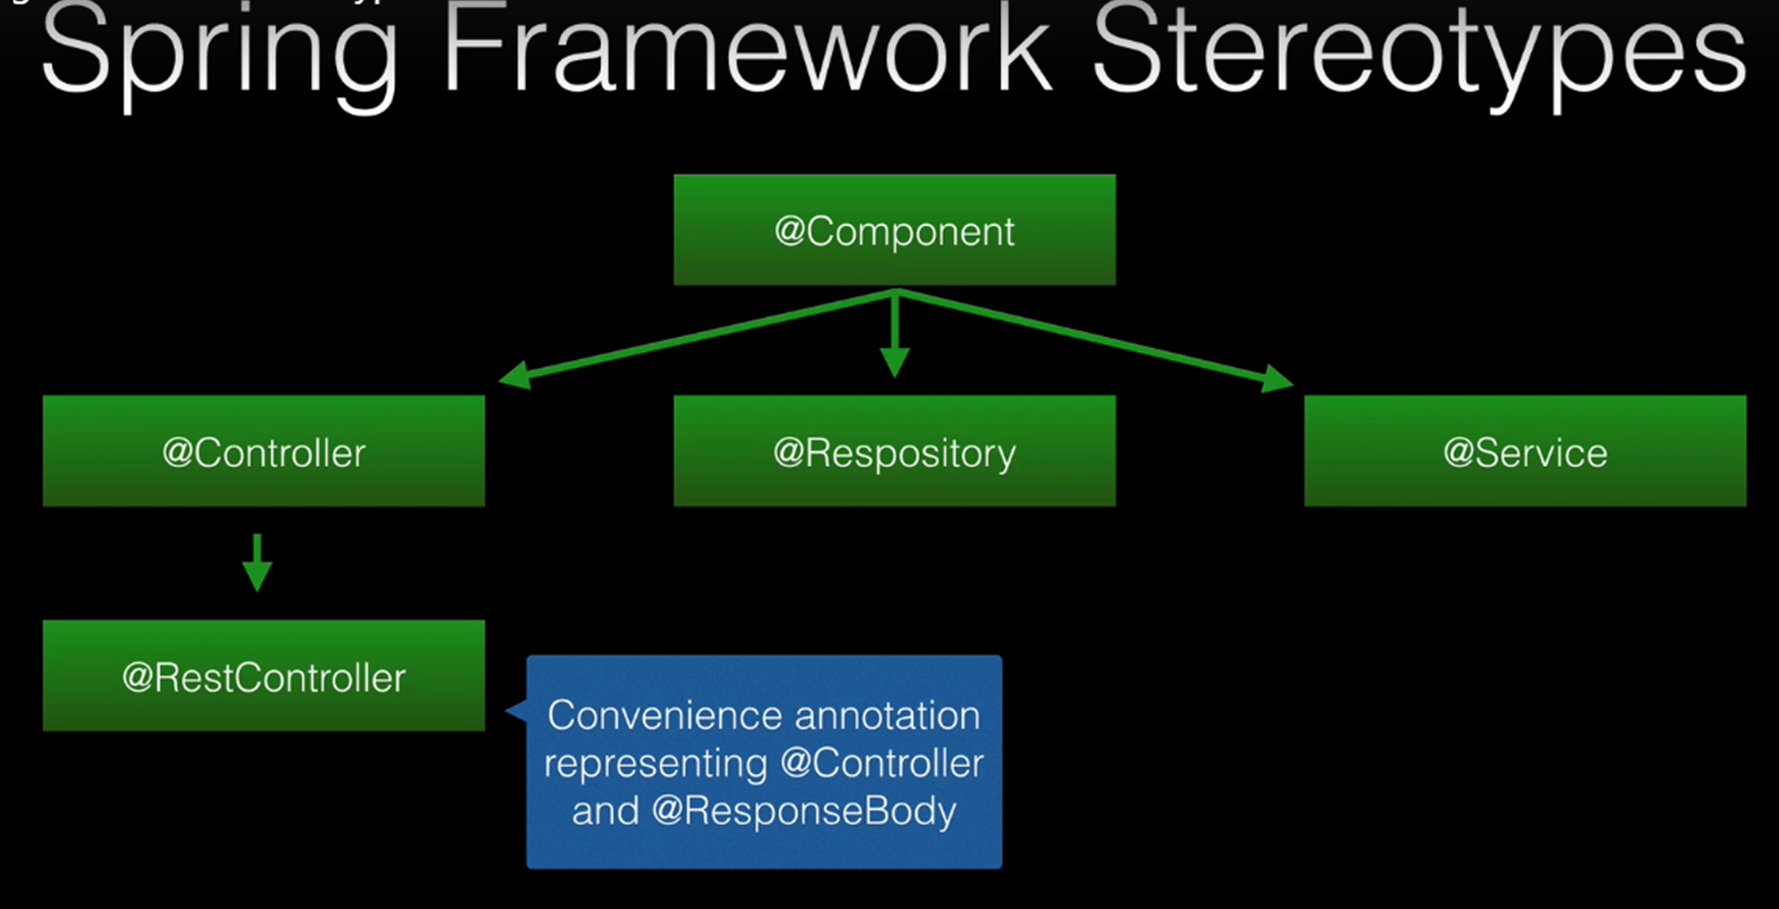 Spring Framework Stereotypes
@Component
@Controller
@Respository
@Service
@RestController
Convenience annotation
representing @Controller
and @ResponseBody